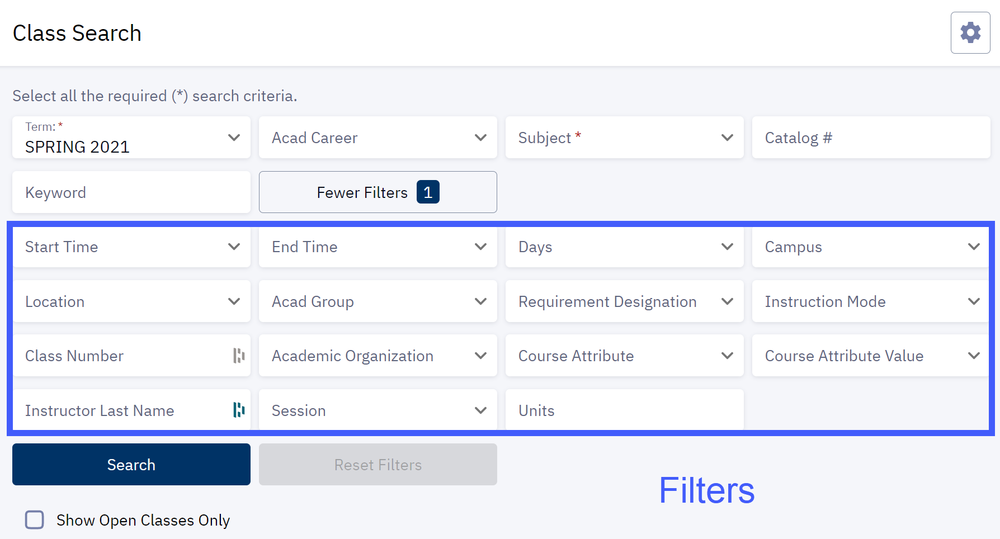 Class Search
Select all the required (*) search criteria.
Term: *
SPRING 2021
Acad Career
Subject *
Catalog #
Keyword
Fewer Filters 1
Start Time
End Time
Days
Campus
Location
Acad Group
Requirement Designation
Instruction Mode
Class Number
Academic Organization
Course Attribute
Course Attribute Value
Instructor Last Name
Session
Units
Search
Reset Filters
Filters
Show Open Classes Only